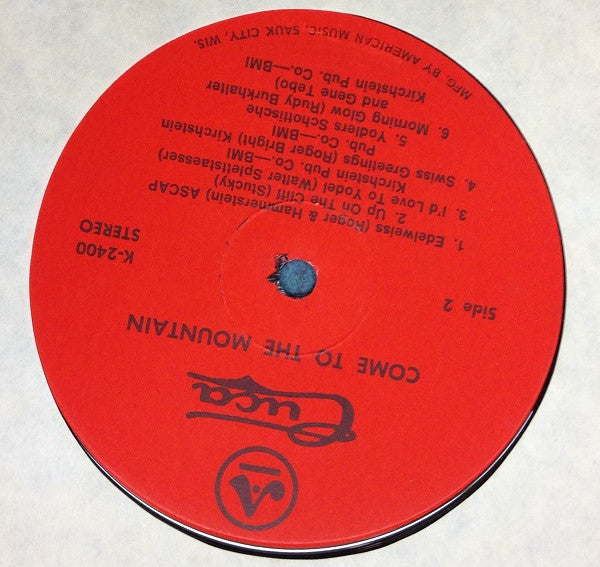 Cuca
COME TO THE MOUNTAIN
Side 2
K-2400
STEREO
1. Edelweiss (Roger & Hammerstein) ASCAP
2. Up On The Cliff (Stucky)
3. I'd Love To Yodel (Walter Splettstaesser)
Kirchstein Pub. Co.—BMI
4. Swiss Greetings (Roger Bright) Kirchstein
Pub. Co.—BMI
5. Yodlers Schottische
6. Morning Glow (Rudy Burkhalter
and Gene Tebo)
Kirchstein Pub. Co.—BMI
MFG. BY AMERICAN MUSIC, SAUK CITY, WIS.